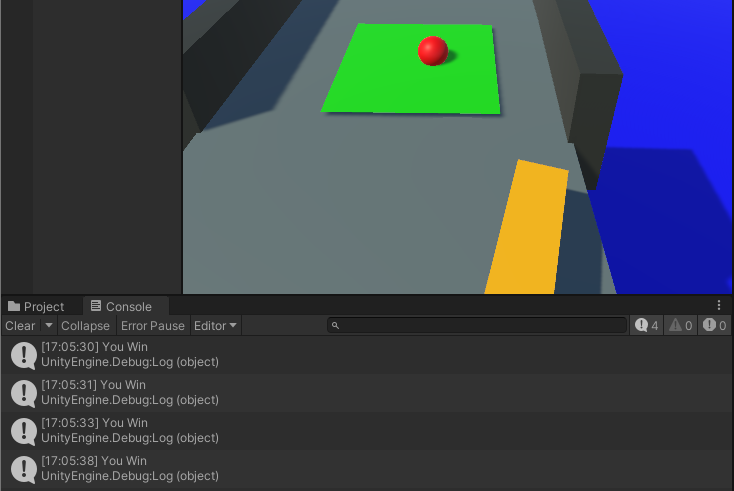 Project
Console
Clear
Collapse
Error Pause
Editor
4
0
0
[17:05:30] You Win
UnityEngine.Debug:Log (object)
[17:05:31] You Win
UnityEngine.Debug:Log (object)
[17:05:33] You Win
UnityEngine.Debug:Log (object)
[17:05:38] You Win
UnityEngine.Debug:Log (object)